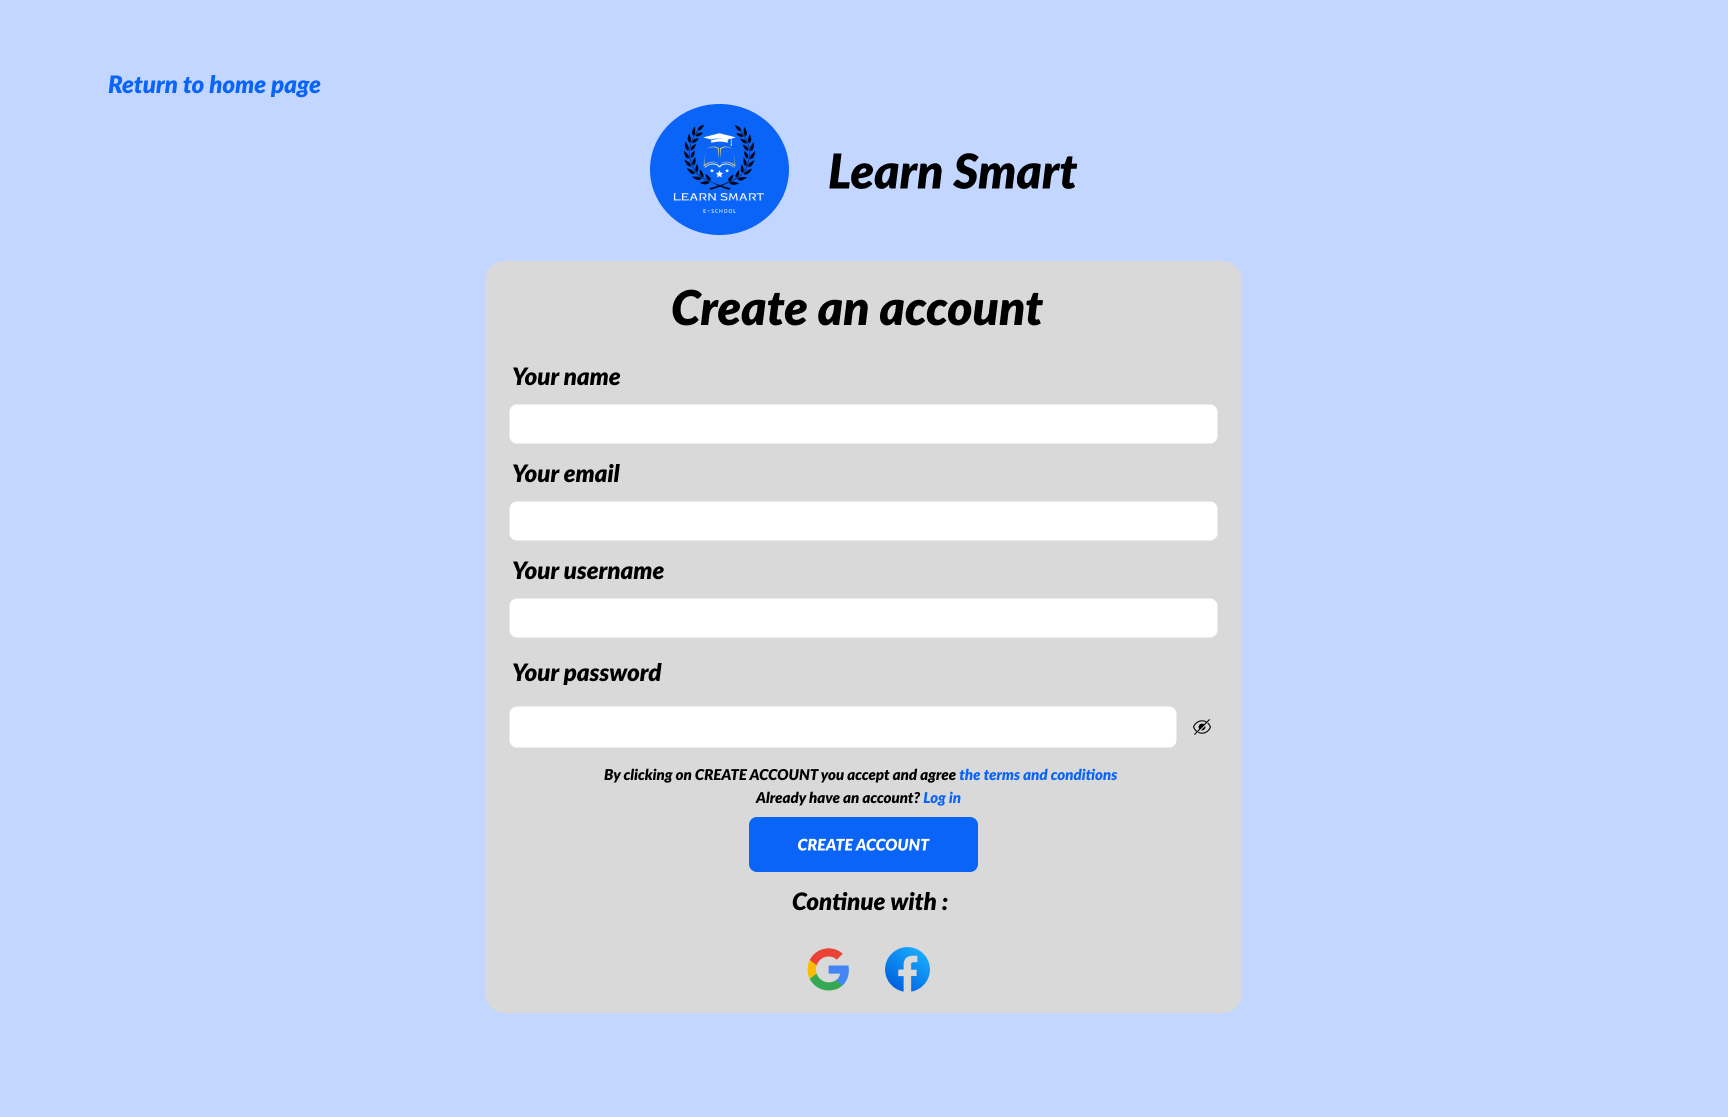 Return to home page
LEARN SMART
E-SCHOOL
Learn Smart
Create an account
Your name
Your email
Your username
Your password
By clicking on CREATE ACCOUNT you accept and agree the terms and conditions
Already have an account? Log in
CREATE ACCOUNT
Continue with :